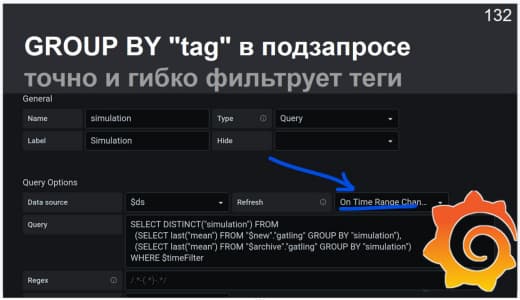 132
GROUP BY "tag" в подзапросе
точно и гибко фильтрует теги
General
Name simulation Type Query
Label Simulation Hide
Query Options
Data source $ds Refresh On Time Range Chan..
Query SELECT DISTINCT("simulation") FROM
(SELECT last("mean") FROM "$new"."gatling" GROUP BY "simulation"),
(SELECT last("mean") FROM "$archive"."gatling" GROUP BY "simulation")
WHERE $timeFilter
Regex /*-(.*)-*/